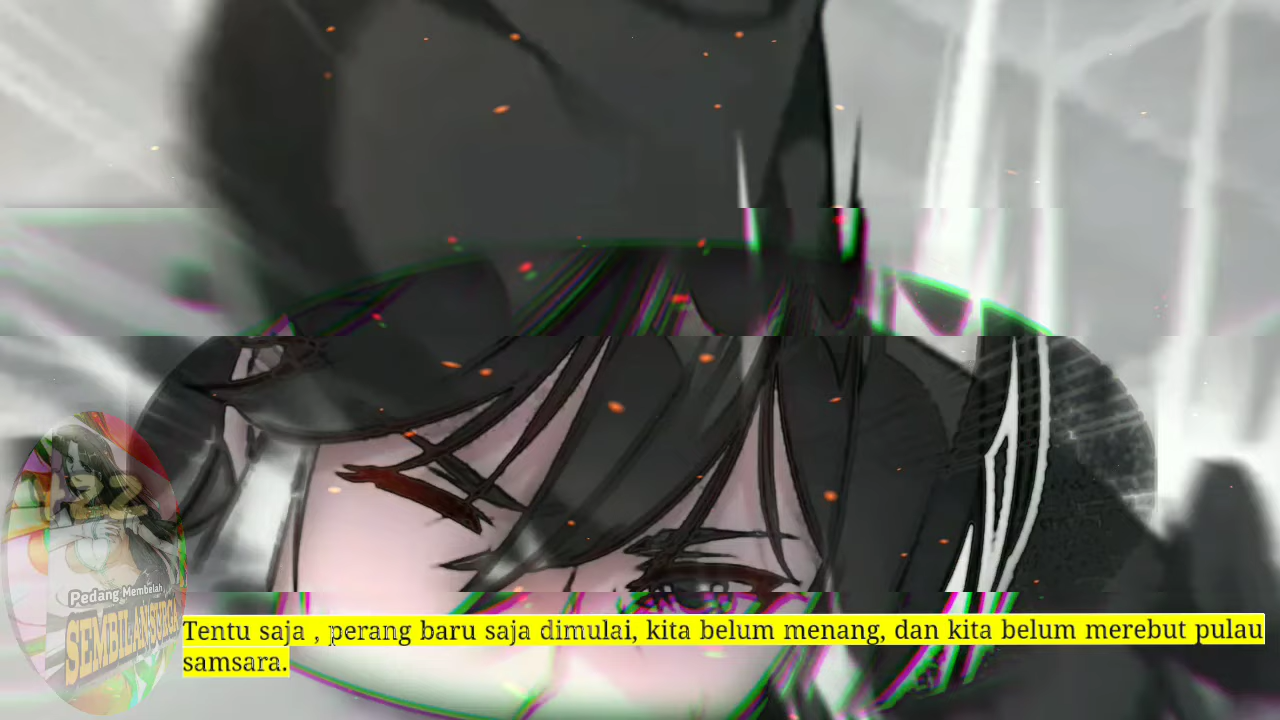 Pedang Membelah
SEMBILAN SURGA
Tentu saja , perang baru saja dimulai, kita belum menang, dan kita belum merebut pulau
samsara.